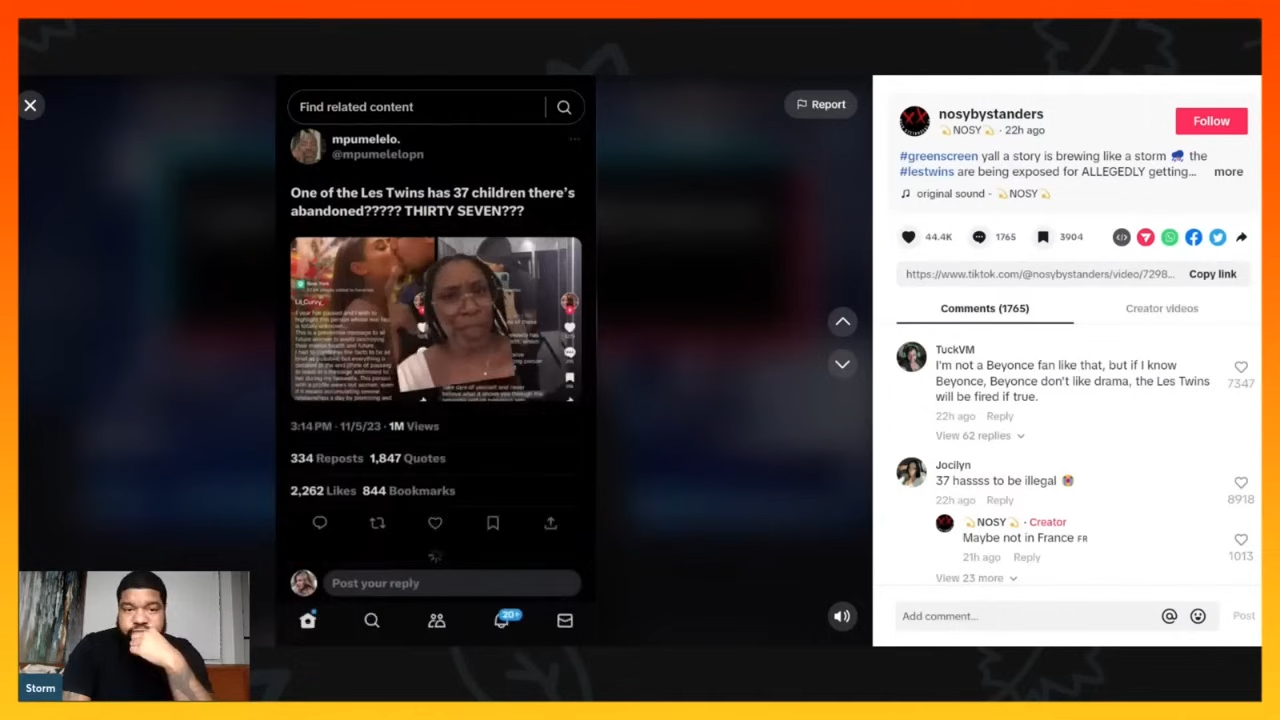 Find related content
Report
mpumelelo.
@mpumelelopn
One of the Les Twins has 37 children there's
abandoned????? THIRTY SEVEN???
New York
Lil_Curry_
3:14 PM · 11/5/23 · 1M Views
334 Reposts 1,847 Quotes
2,262 Likes 844 Bookmarks
Post your reply
20+
nosybystanders
💫NOSY💫 · 22h ago
Follow
#greenscreen yall a story is brewing like a storm 🌧️ the
#lestwins are being exposed for ALLEGEDLY getting... more
original sound - 💫NOSY💫
44.4K 1765 3904
https://www.tiktok.com/@nosybystanders/video/7298... Copy link
Comments (1765) Creator videos
TuckVM
I'm not a Beyonce fan like that, but if I know
Beyonce, Beyonce don't like drama, the Les Twins
will be fired if true.
7347
22h ago Reply
View 62 replies
Jocilyn
37 hassss to be illegal
22h ago Reply
8918
💫NOSY💫 · Creator
Maybe not in France FR
21h ago Reply
1013
View 23 more
Add comment... Post
Storm